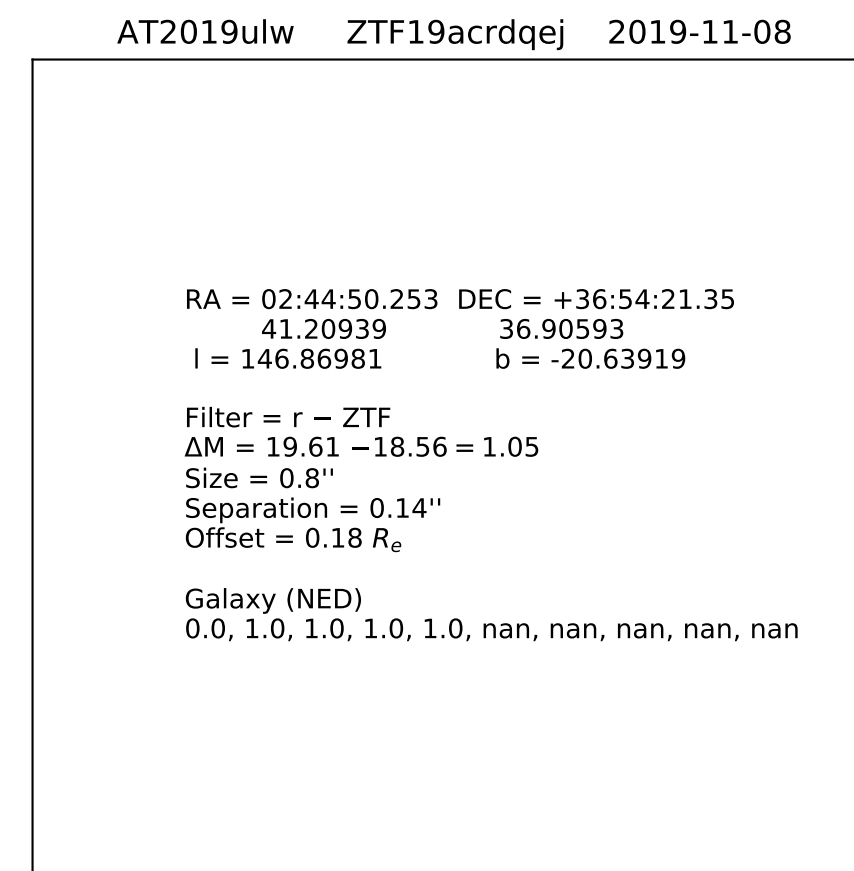 AT2019ulw ZTF19acrdqej 2019-11-08
RA = 02:44:50.253 DEC = +36:54:21.35
41.20939 36.90593
l = 146.86981 b = -20.63919
Filter = r − ZTF
ΔM = 19.61 −18.56 = 1.05
Size = 0.8''
Separation = 0.14''
Offset = 0.18 Rₑ
Galaxy (NED)
0.0, 1.0, 1.0, 1.0, 1.0, nan, nan, nan, nan, nan